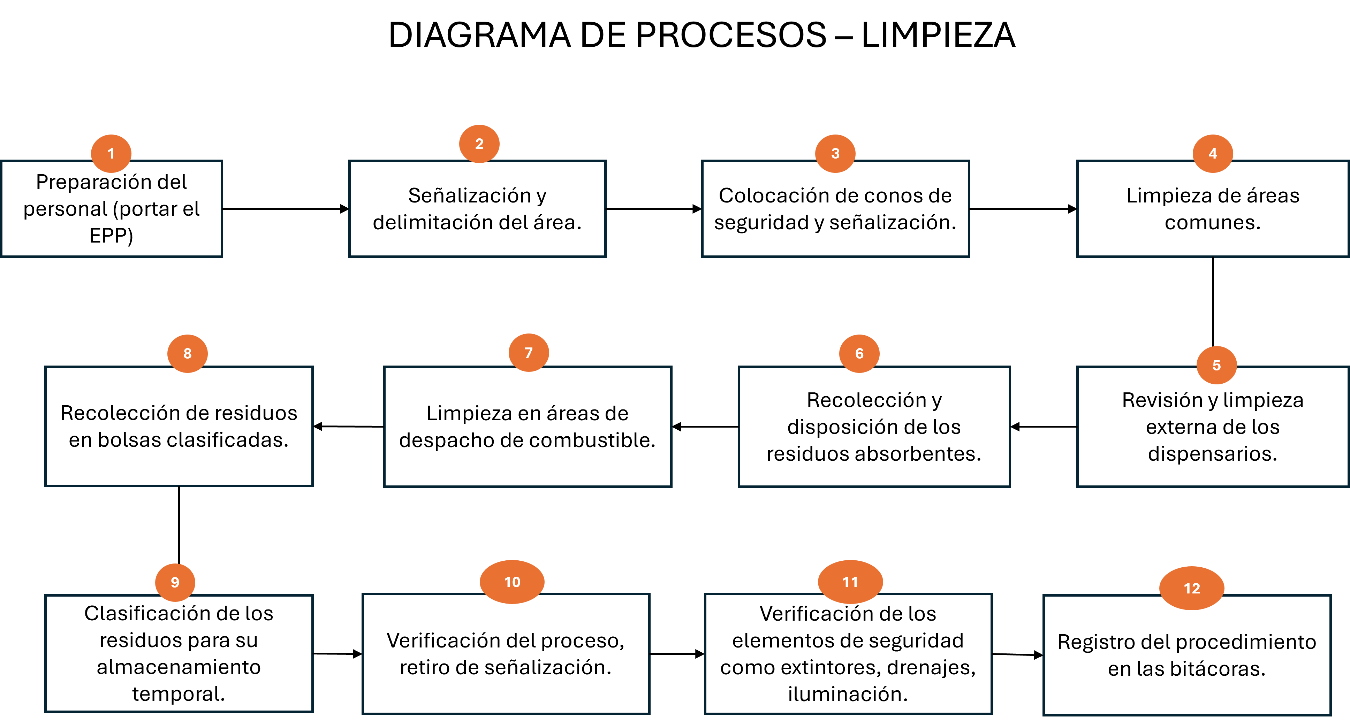 DIAGRAMA DE PROCESOS – LIMPIEZA
1
Preparación del
personal (portar el
EPP)
2
Señalización y
delimitación del área.
3
Colocación de conos de
seguridad y señalización.
4
Limpieza de áreas
comunes.
5
Revisión y limpieza
externa de los
dispensarios.
6
Recolección y
disposición de los
residuos absorbentes.
7
Limpieza en áreas de
despacho de combustible.
8
Recolección de residuos
en bolsas clasificadas.
9
Clasificación de los
residuos para su
almacenamiento
temporal.
10
Verificación del proceso,
retiro de señalización.
11
Verificación de los
elementos de seguridad
como extintores, drenajes,
iluminación.
12
Registro del procedimiento
en las bitácoras.